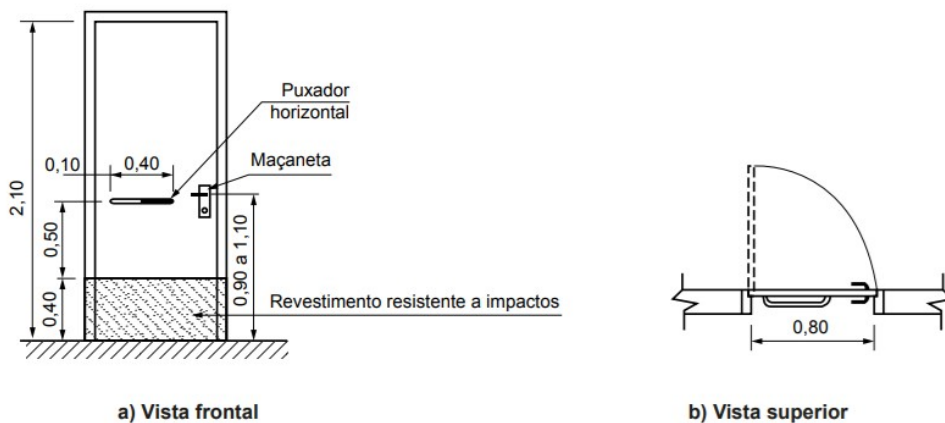 Puxador
horizontal
0,10
0,40
Maçaneta
2,10
0,50
0,90 a 1,10
0,40
Revestimento resistente a impactos
0,80
a) Vista frontal
b) Vista superior